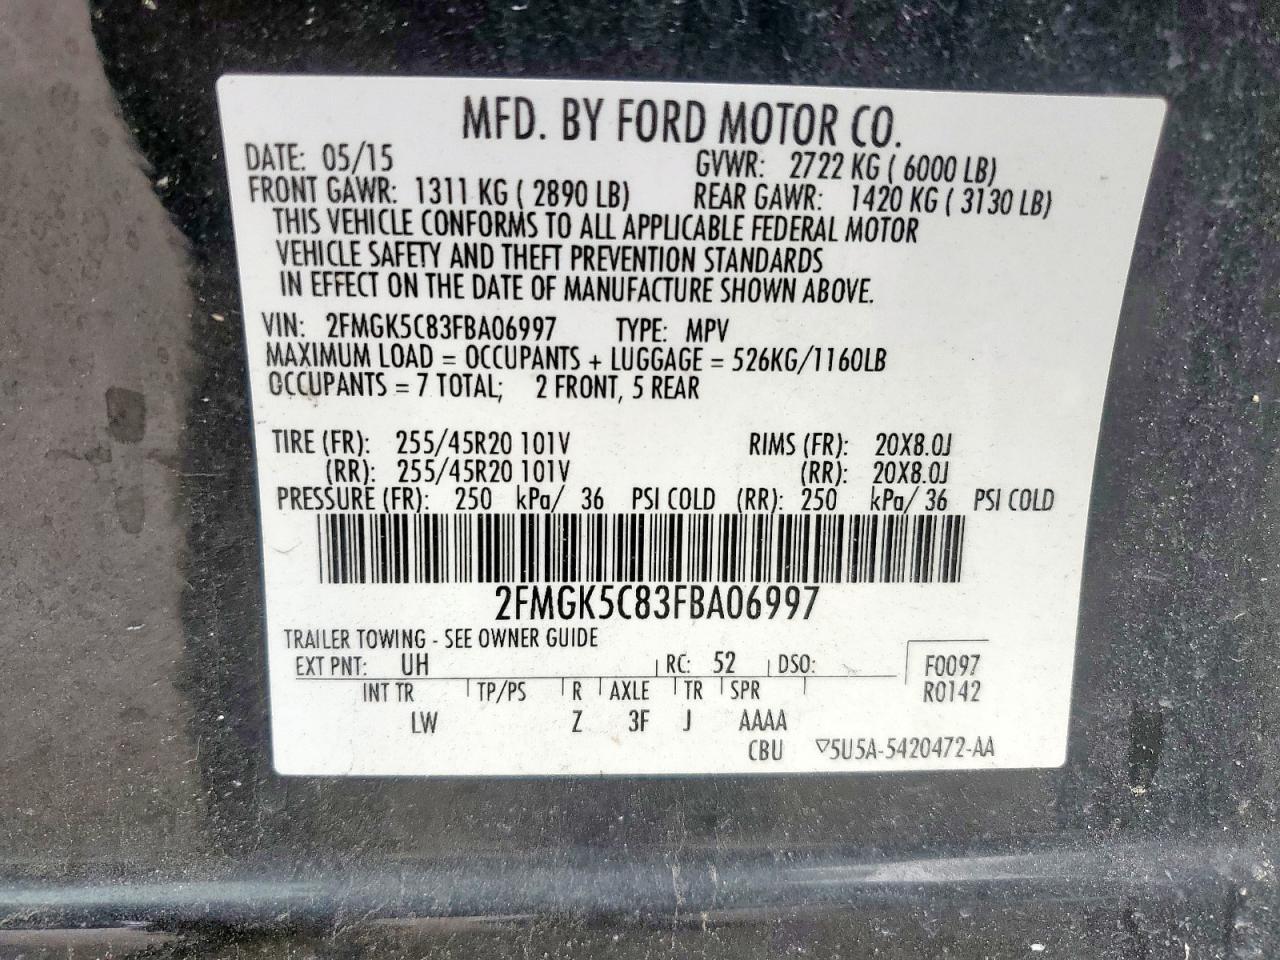 MFD. BY FORD MOTOR CO.
DATE: 05/15 GVWR: 2722 KG ( 6000 LB)
FRONT GAWR: 1311 KG ( 2890 LB) REAR GAWR: 1420 KG ( 3130 LB)
THIS VEHICLE CONFORMS TO ALL APPLICABLE FEDERAL MOTOR
VEHICLE SAFETY AND THEFT PREVENTION STANDARDS
IN EFFECT ON THE DATE OF MANUFACTURE SHOWN ABOVE.
VIN: 2FMGK5C83FBA06997 TYPE: MPV
MAXIMUM LOAD = OCCUPANTS + LUGGAGE = 526KG/1160LB
OCCUPANTS = 7 TOTAL; 2 FRONT, 5 REAR
TIRE (FR): 255/45R20 101V RIMS (FR): 20X8.0J
(RR): 255/45R20 101V (RR): 20X8.0J
PRESSURE (FR): 250 kPa/ 36 PSI COLD (RR): 250 kPa/ 36 PSI COLD
2FMGK5C83FBA06997
TRAILER TOWING - SEE OWNER GUIDE
EXT PNT: UH RC: 52 DSO: F0097
INT TR TP/PS R AXLE TR SPR R0142
LW Z 3F J AAAA
CBU ▽5U5A-5420472-AA